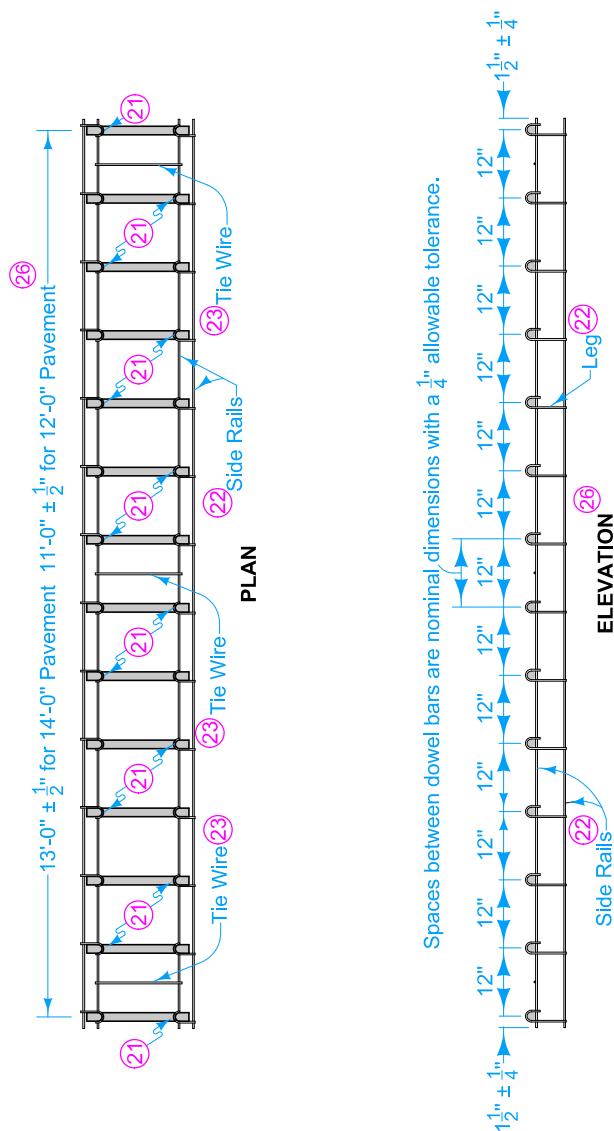 13'-0" ± 1/2" for 14'-0" Pavement 11'-0" ± 1/2" for 12'-0" Pavement
26
21
21
21
21
21
21
21
21
Tie Wire
23
Tie Wire
23
22
Side Rails
23
Tie Wire
PLAN
Spaces between dowel bars are nominal dimensions with a 1/4" allowable tolerance.
1 1/2" ± 1/4"
12"
12"
12"
12"
12"
12"
12"
12"
12"
12"
12"
12"
12"
1 1/2" ± 1/4"
Side Rails
22
Leg
22
26
ELEVATION